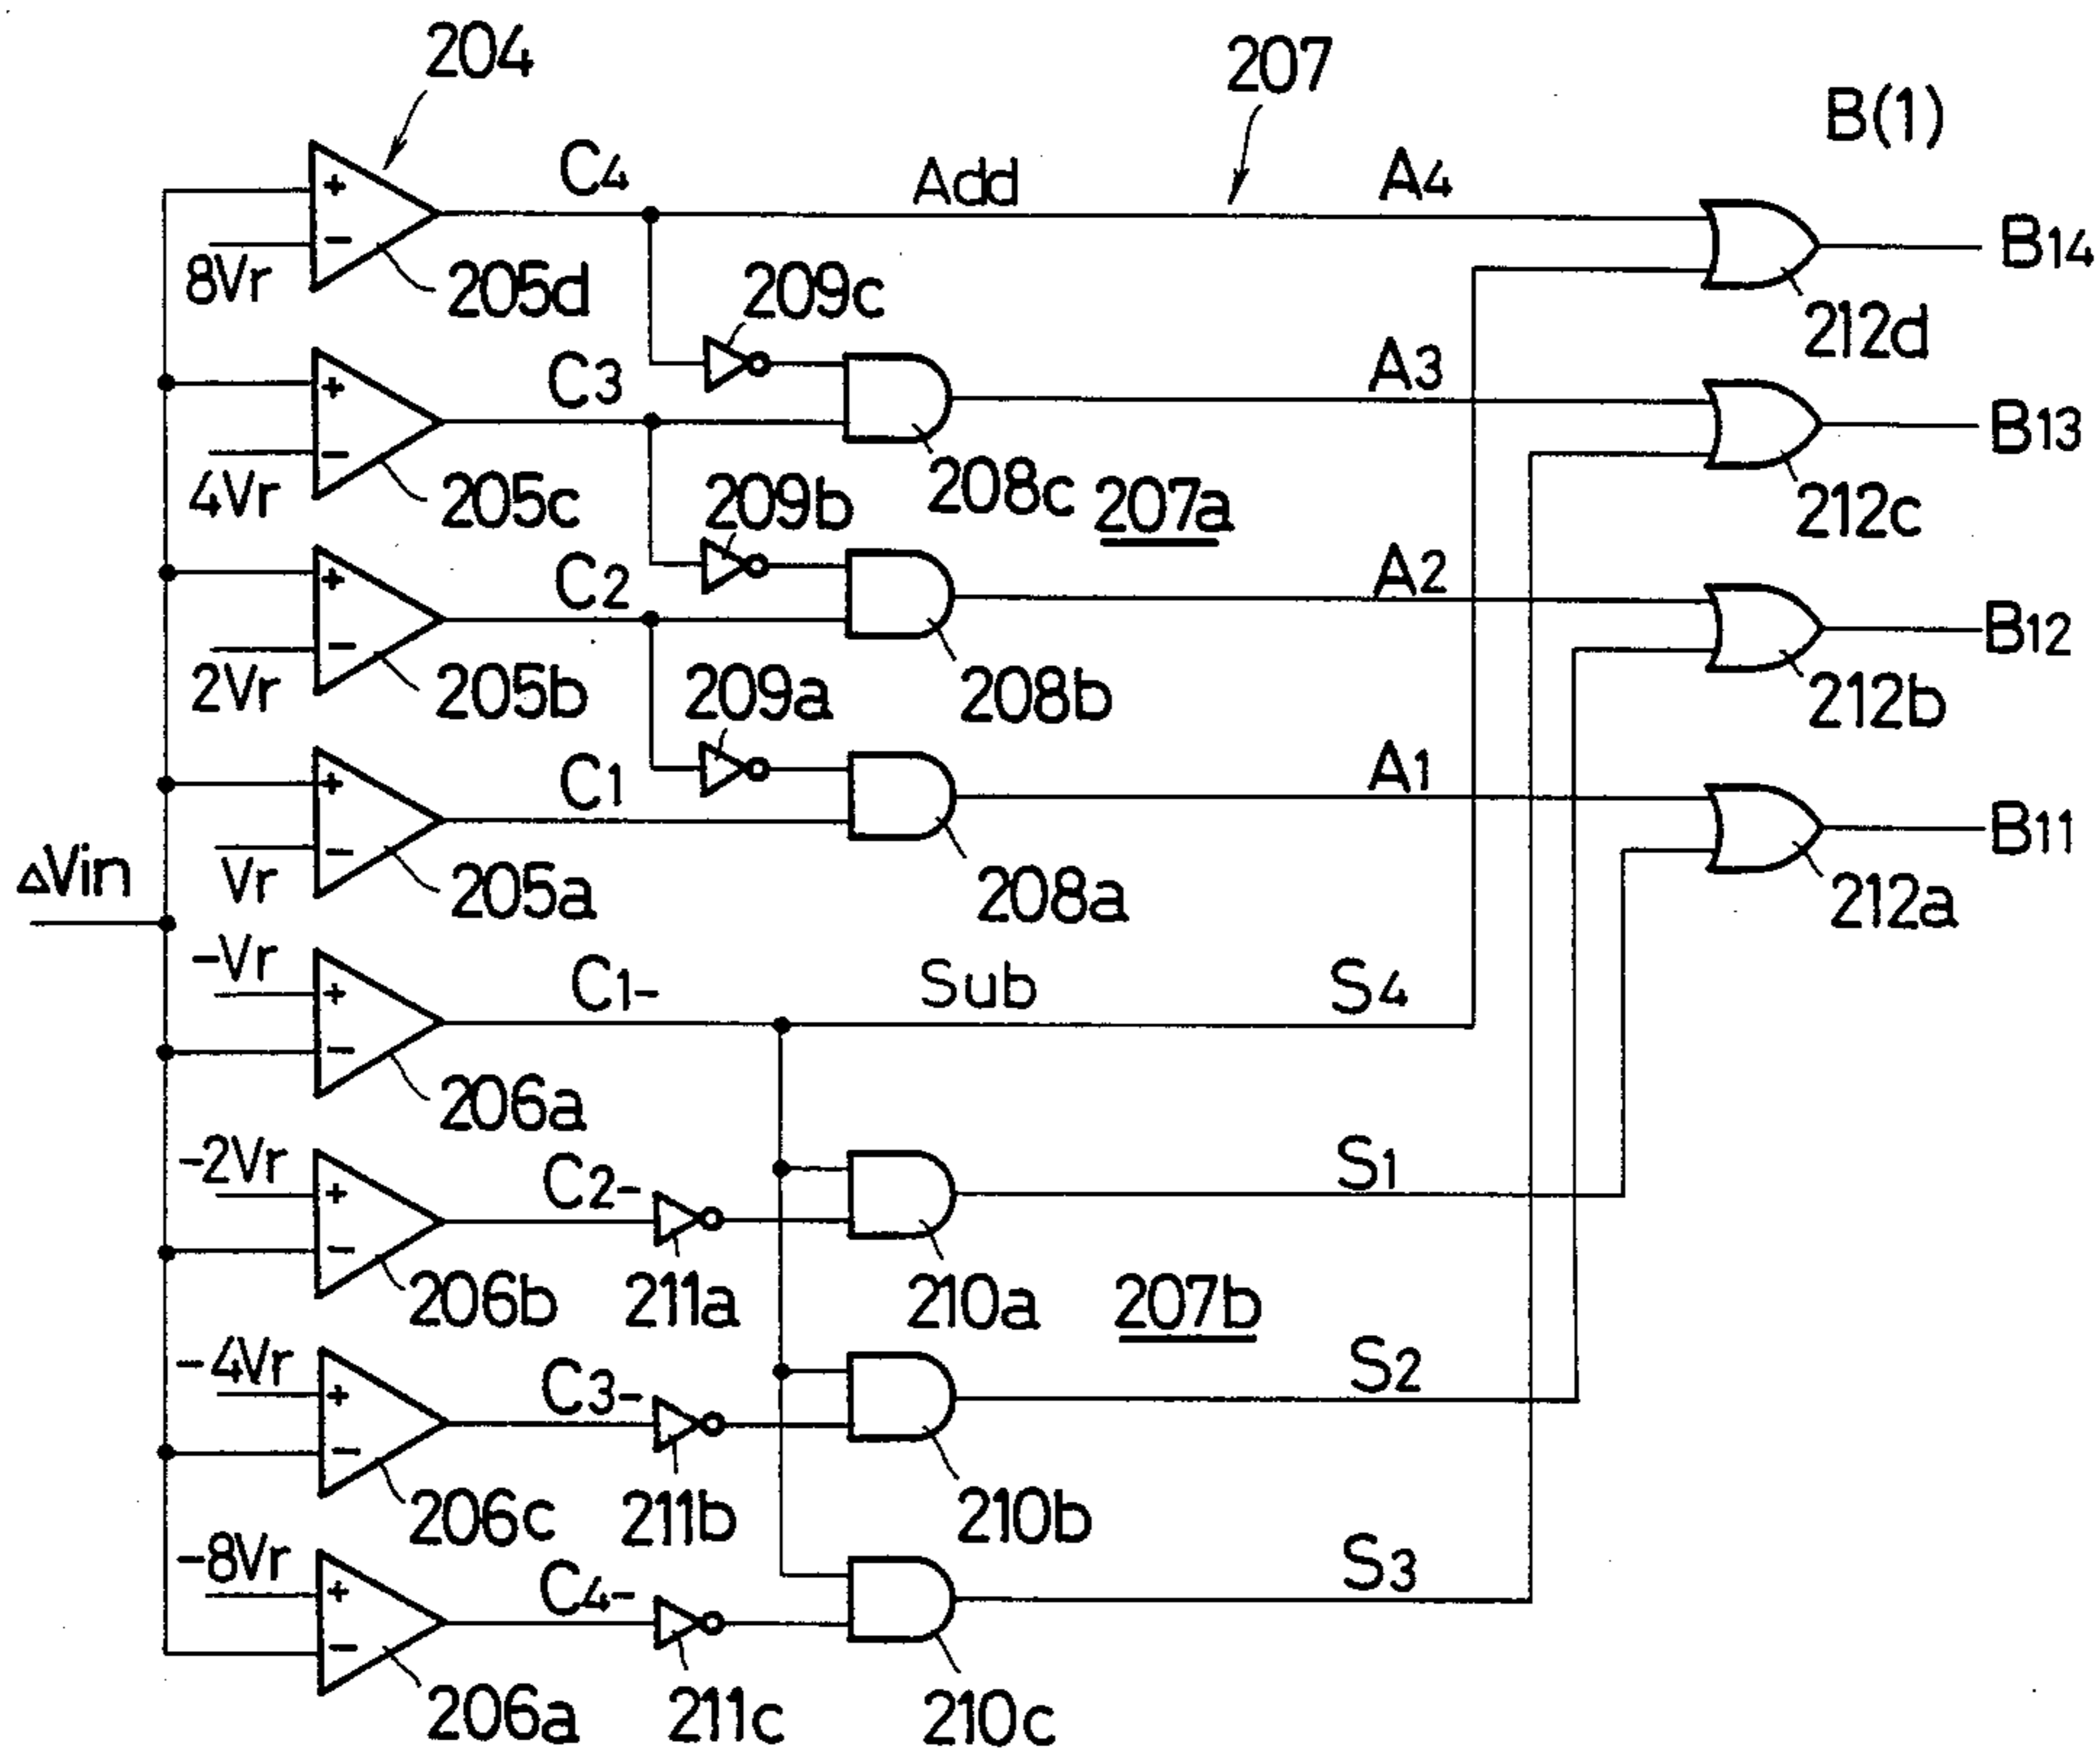 204
207
B(1)
C4
Add
A4
+
−
8Vr
205d
B14
212d
209c
C3
A3
+
−
4Vr
205c
208c
207a
B13
212c
209b
C2
A2
+
−
2Vr
205b
208b
B12
212b
209a
C1
A1
+
−
Vr
205a
208a
B11
212a
ΔVin
−Vr
C1−
Sub
S4
+
−
206a
−2Vr
C2−
S1
+
−
206b
211a
210a
207b
−4Vr
C3−
S2
+
−
206c
211b
210b
−8Vr
C4−
S3
+
−
206a
211c
210c